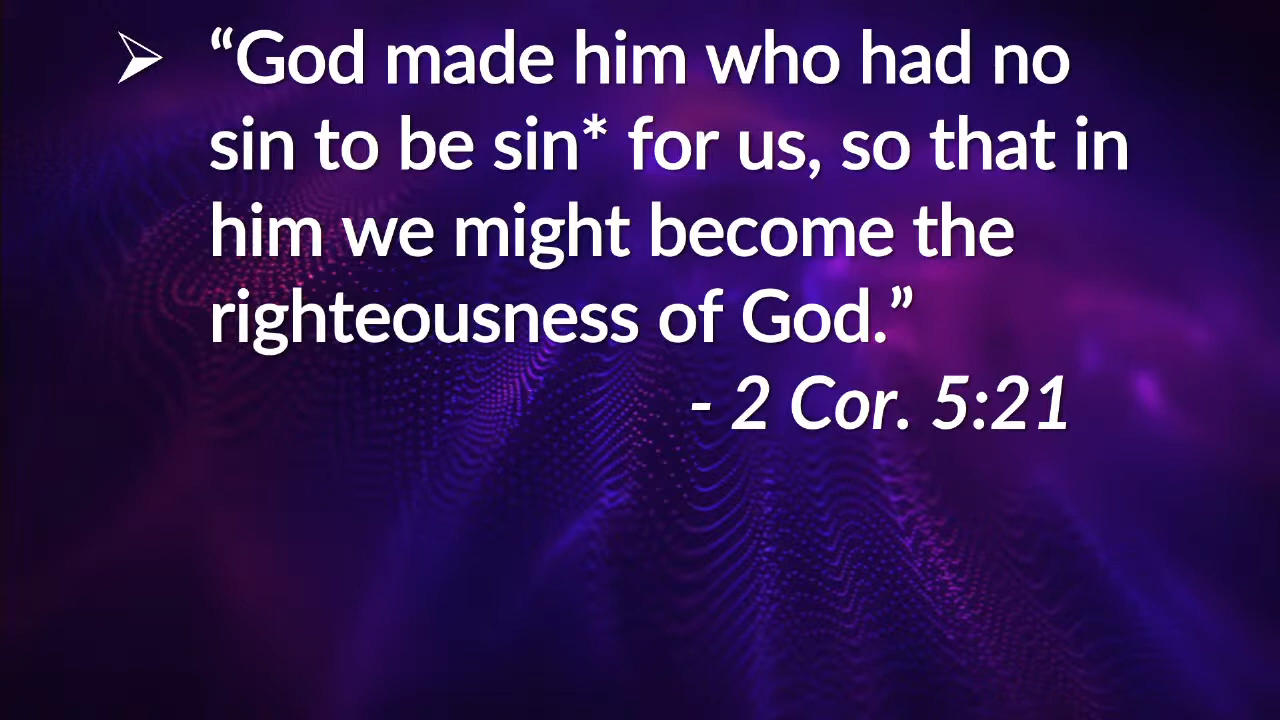 ➢ “God made him who had no
sin to be sin* for us, so that in
him we might become the
righteousness of God.”
- 2 Cor. 5:21